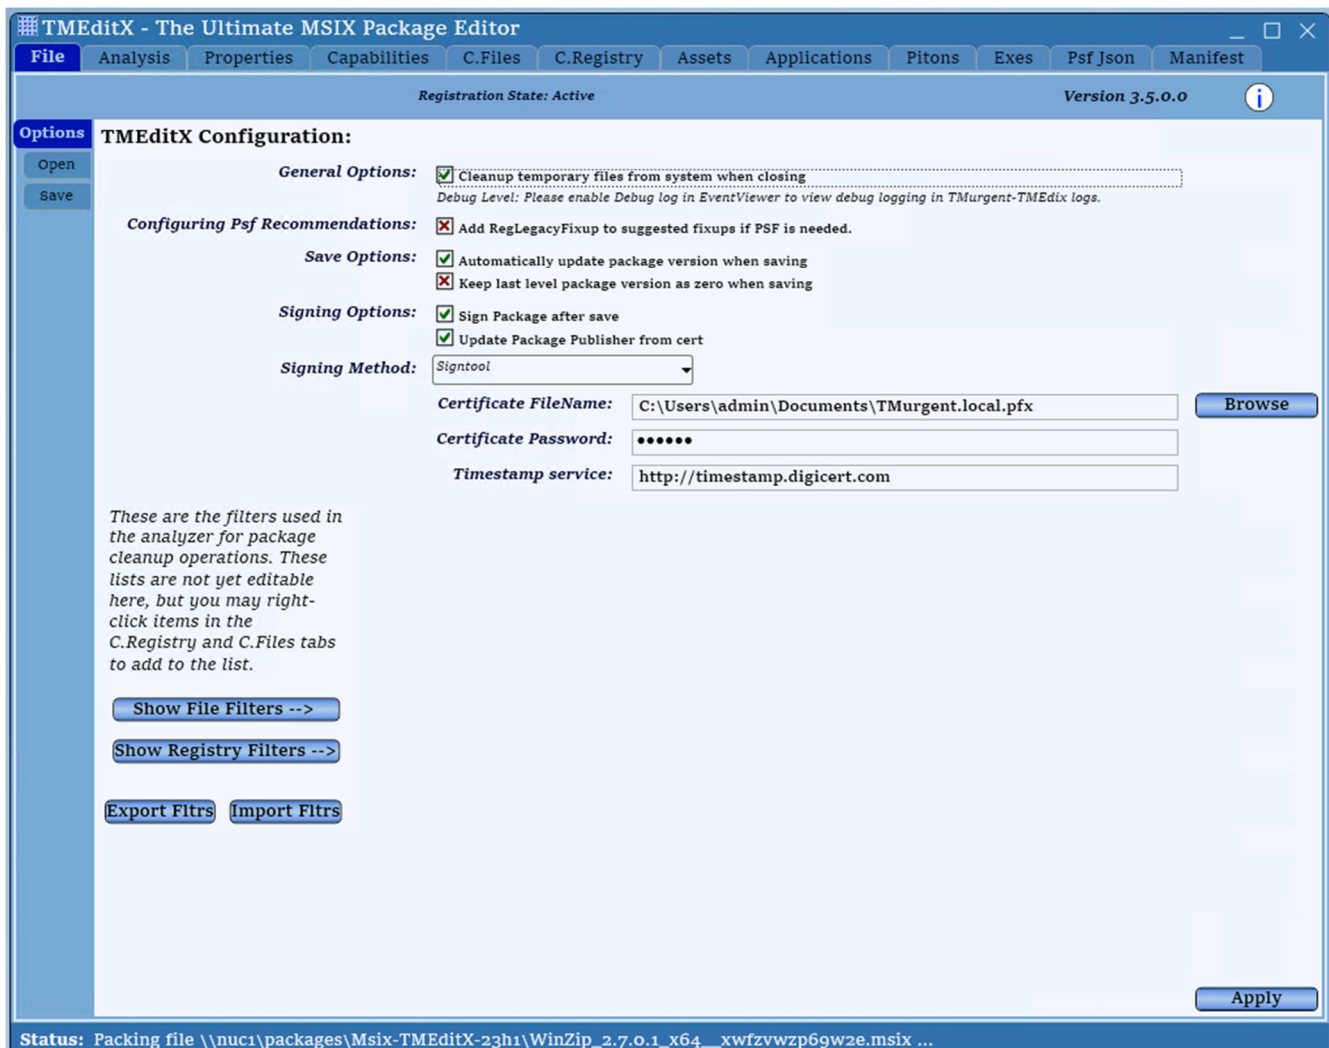 TMEditX - The Ultimate MSIX Package Editor
File Analysis Properties Capabilities C.Files C.Registry Assets Applications Pitons Exes Psf Json Manifest
Registration State: Active Version 3.5.0.0 i
Options
Open
Save
TMEditX Configuration:
General Options: Cleanup temporary files from system when closing
Debug Level: Please enable Debug log in EventViewer to view debug logging in TMurgent-TMEdix logs.
Configuring Psf Recommendations: Add RegLegacyFixup to suggested fixups if PSF is needed.
Save Options: Automatically update package version when saving
Keep last level package version as zero when saving
Signing Options: Sign Package after save
Update Package Publisher from cert
Signing Method: Signtool
Certificate FileName: C:\Users\admin\Documents\TMurgent.local.pfx Browse
Certificate Password: ••••••
Timestamp service: http://timestamp.digicert.com
These are the filters used in
the analyzer for package
cleanup operations. These
lists are not yet editable
here, but you may right-
click items in the
C.Registry and C.Files tabs
to add to the list.
Show File Filters -->
Show Registry Filters -->
Export Fltrs Import Fltrs
Apply
Status: Packing file \\nuc1\packages\Msix-TMEditX-23h1\WinZip_2.7.0.1_x64__xwfzvwzp69w2e.msix ...